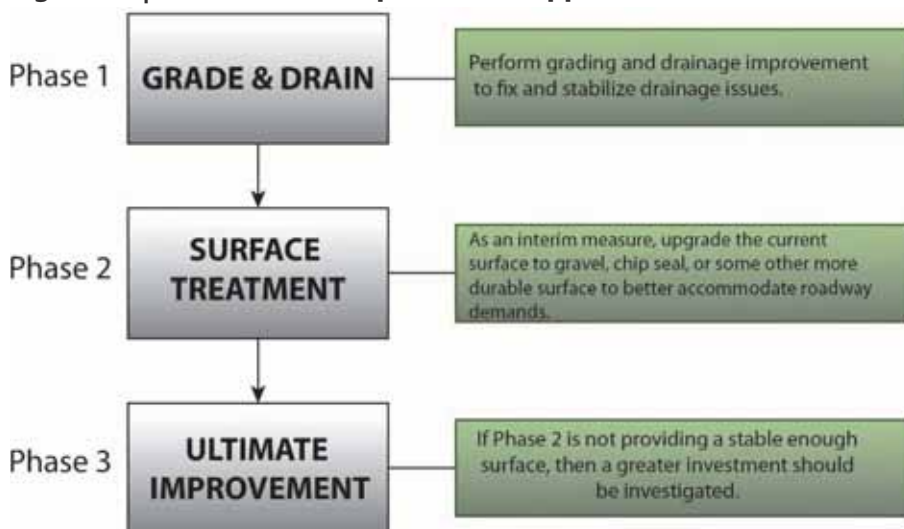 Phase 1
GRADE & DRAIN
Perform grading and drainage improvement
to fix and stabilize drainage issues.
Phase 2
SURFACE
TREATMENT
As an interim measure, upgrade the current
surface to gravel, chip seal, or some other more
durable surface to better accommodate roadway
demands.
Phase 3
ULTIMATE
IMPROVEMENT
If Phase 2 is not providing a stable enough
surface, then a greater investment should
be investigated.